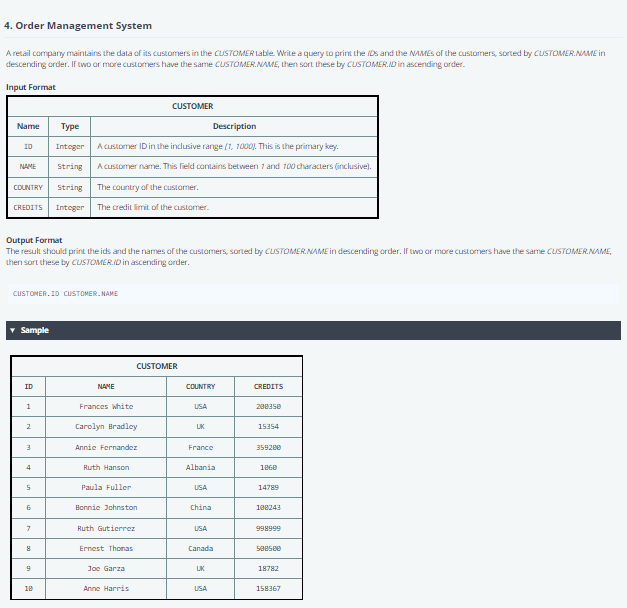 4. Order Management System
A retail company maintains the data of its customers in the CUSTOMER table. Write a query to print the IDs and the NAMEs of the customers, sorted by CUSTOMER.NAME in
descending order. If two or more customers have the same CUSTOMER.NAME, then sort these by CUSTOMER.ID in ascending order.
Input Format
CUSTOMER
Name Type Description
ID Integer A customer ID in the inclusive range [1, 1000]. This is the primary key.
NAME String A customer name. This field contains between 1 and 100 characters (inclusive).
COUNTRY String The country of the customer.
CREDITS Integer The credit limit of the customer.
Output Format
The result should print the ids and the names of the customers, sorted by CUSTOMER.NAME in descending order. If two or more customers have the same CUSTOMER.NAME,
then sort these by CUSTOMER.ID in ascending order.
CUSTOMER.ID CUSTOMER.NAME
▼ Sample
CUSTOMER
ID NAME COUNTRY CREDITS
1 Frances White USA 200350
2 Carolyn Bradley UK 15354
3 Annie Fernandez France 359200
4 Ruth Hanson Albania 1060
5 Paula Fuller USA 14789
6 Bonnie Johnston China 100243
7 Ruth Gutierrez USA 998999
8 Ernest Thomas Canada 500500
9 Joe Garza UK 18782
10 Anne Harris USA 158367